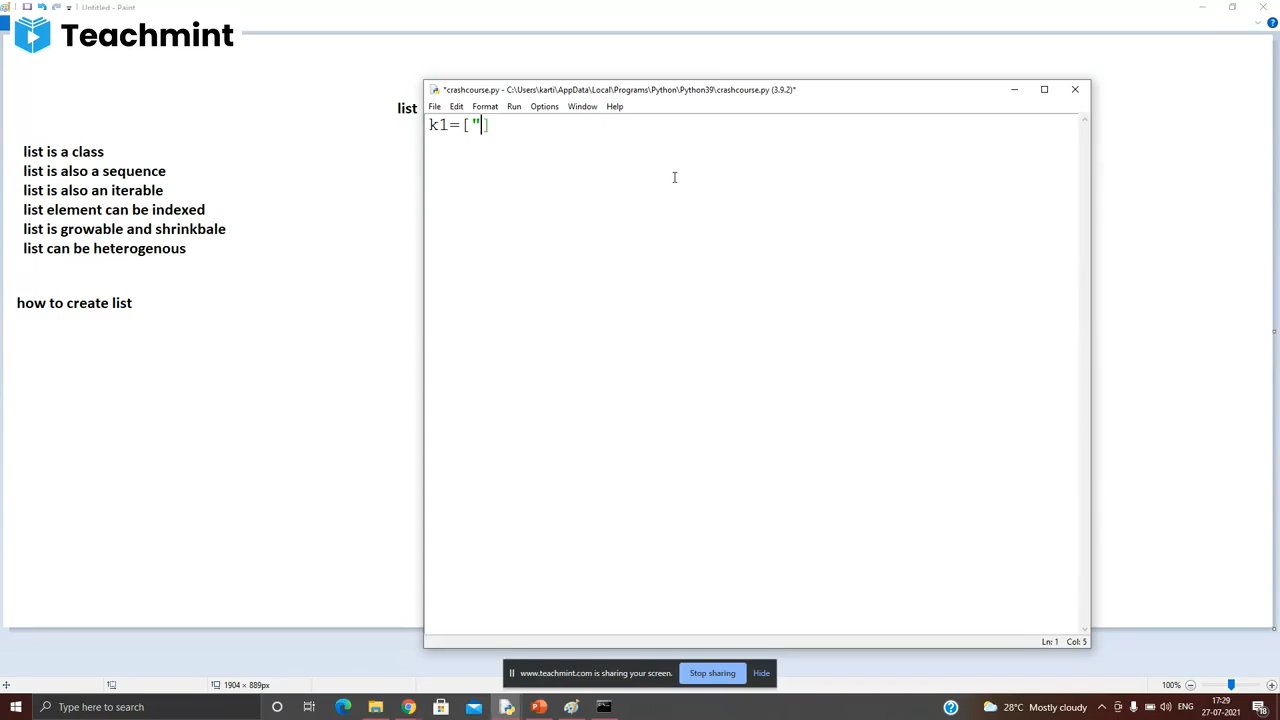 Untitled - Paint
Teachmint
list
list is a class
list is also a sequence
list is also an iterable
list element can be indexed
list is growable and shrinkbale
list can be heterogenous
how to create list
*crashcourse.py - C:\Users\karti\AppData\Local\Programs\Python\Python39\crashcourse.py (3.9.2)*
File Edit Format Run Options Window Help
k1=["]
Ln: 1 Col: 5
www.teachmint.com is sharing your screen. Stop sharing Hide
1904 × 889px
100%
Type here to search
28°C Mostly cloudy
ENG
17:29
27-07-2021
18